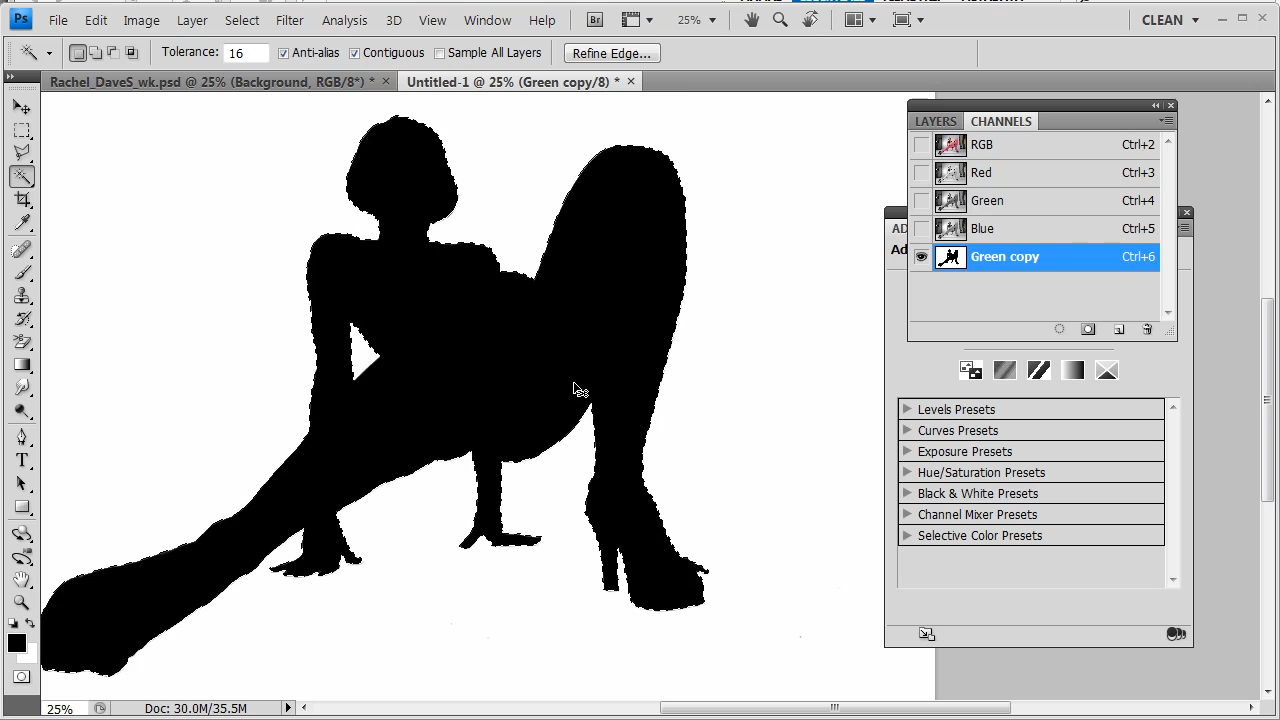 Ps File Edit Image Layer Select Filter Analysis 3D View Window Help Br 25% CLEAN
Tolerance: 16 Anti-alias Contiguous Sample All Layers Refine Edge...
Rachel_DaveS_wk.psd @ 25% (Background, RGB/8*) * × Untitled-1 @ 25% (Green copy/8) * ×
LAYERS CHANNELS
RGB Ctrl+2
Red Ctrl+3
Green Ctrl+4
Blue Ctrl+5
Green copy Ctrl+6
AD
Ad
Levels Presets
Curves Presets
Exposure Presets
Hue/Saturation Presets
Black & White Presets
Channel Mixer Presets
Selective Color Presets
T
25% Doc: 30.0M/35.5M